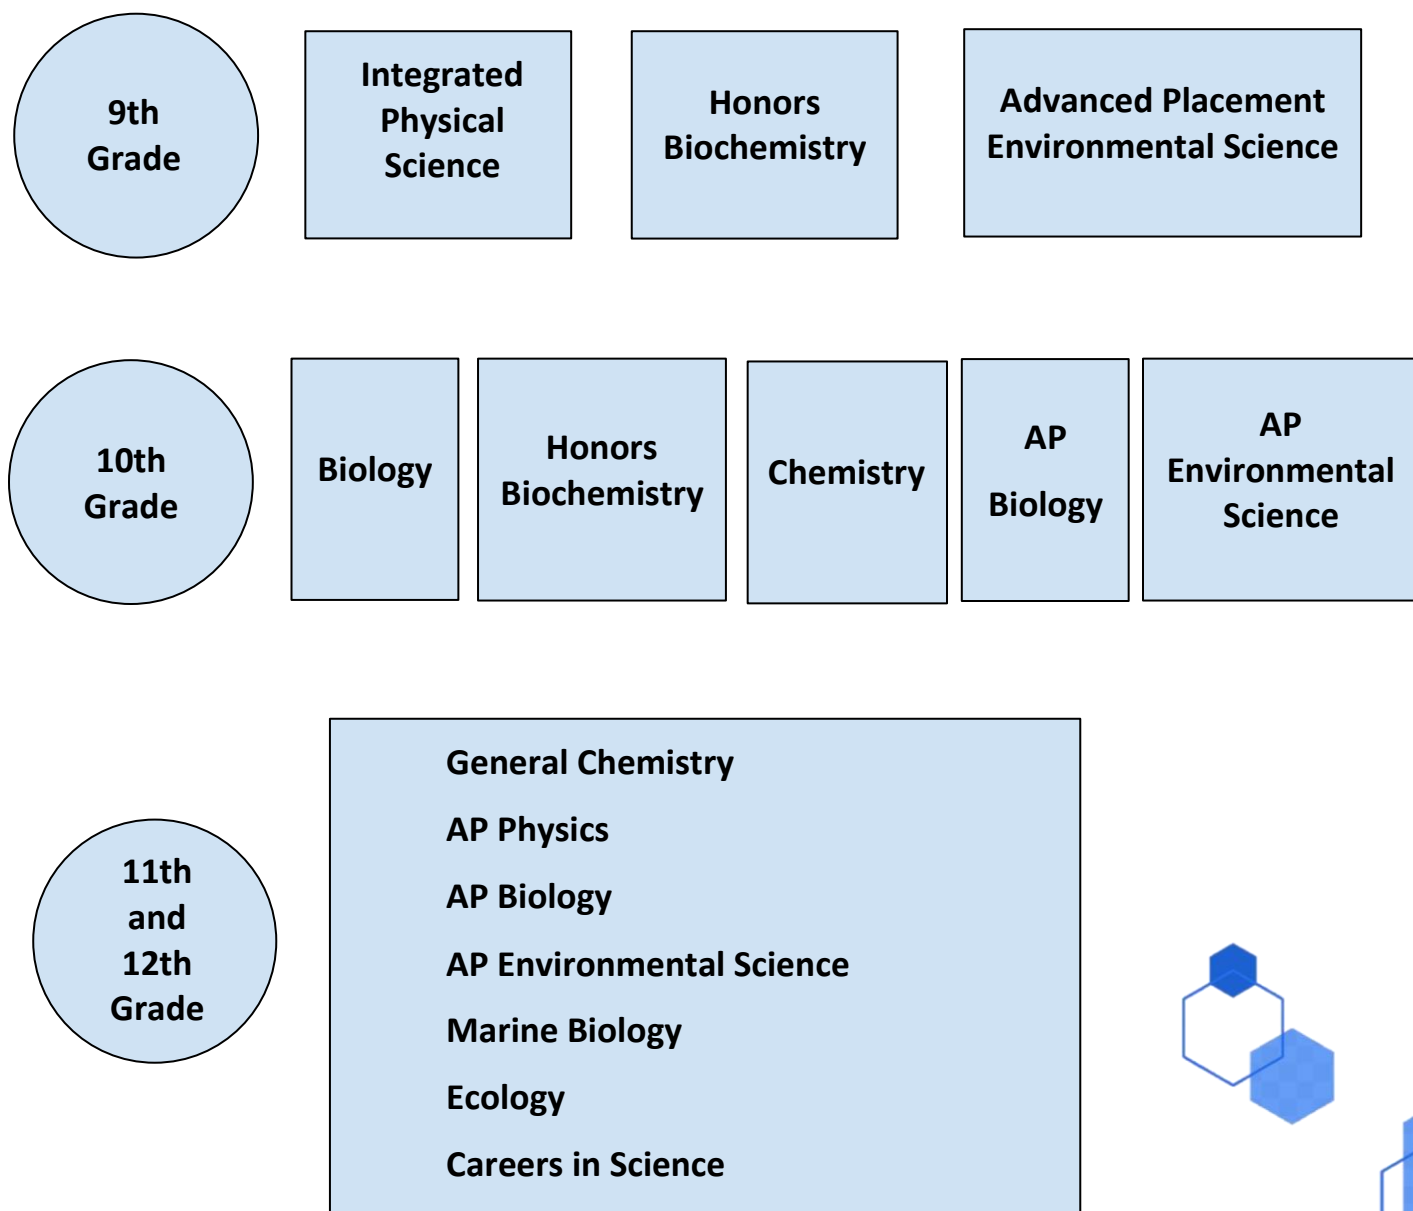 9th
Grade
Integrated
Physical
Science
Honors
Biochemistry
Advanced Placement
Environmental Science
10th
Grade
Biology
Honors
Biochemistry
Chemistry
AP
Biology
AP
Environmental
Science
11th
and
12th
Grade
General Chemistry
AP Physics
AP Biology
AP Environmental Science
Marine Biology
Ecology
Careers in Science